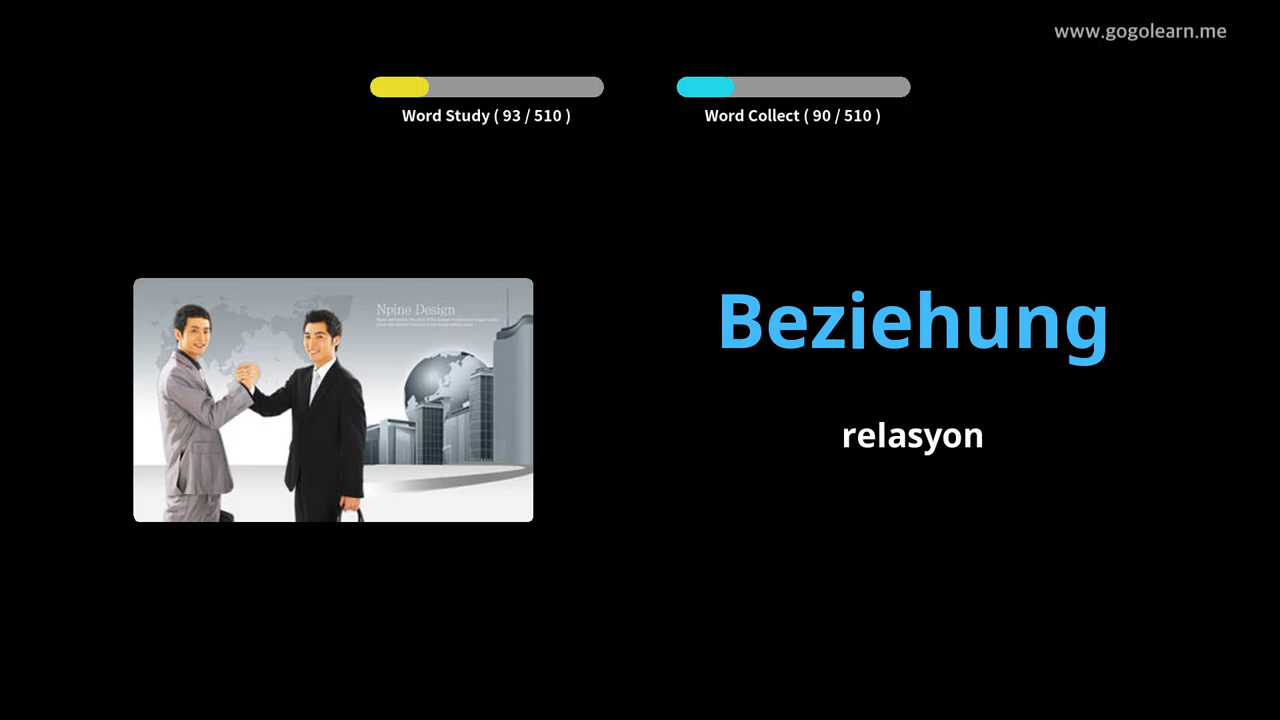 www.gogolearn.me
Word Study ( 93 / 510 )
Word Collect ( 90 / 510 )
Npine Design
Beziehung
relasyon